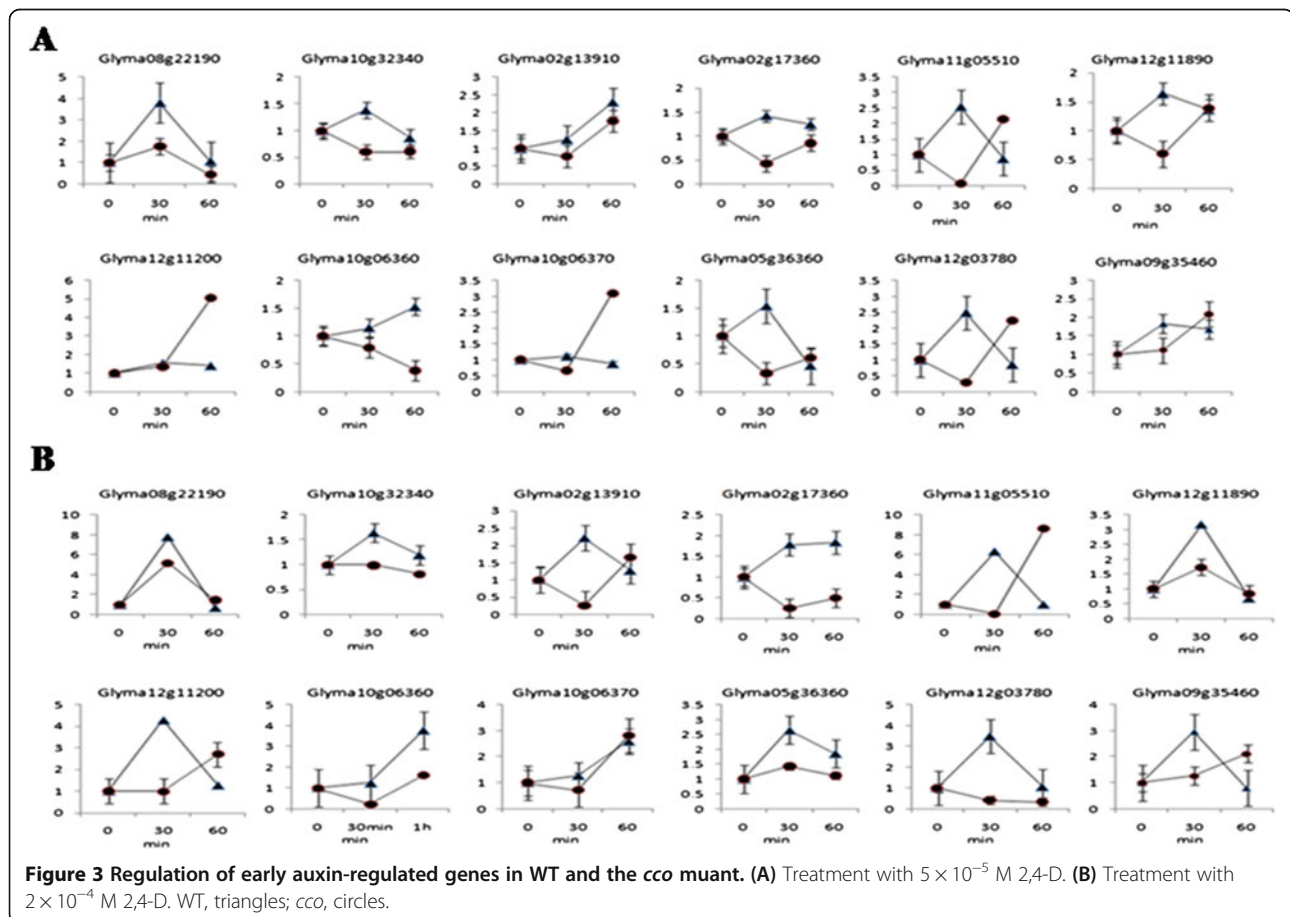 A
Glyma08g22190 Glyma10g32340 Glyma02g13910 Glyma02g17360 Glyma11g05510 Glyma12g11890
5 4 3 2 1 0
2 1.5 1 0.5 0
3 2.5 2 1.5 1 0.5 0
2 1.5 1 0.5 0
3.5 3 2.5 2 1.5 1 0.5 0
2 1.5 1 0.5 0
0 30 60 0 30 60 0 30 60 0 30 60 0 30 60 0 30 60
min min min min min min
Glyma12g11200 Glyma10g06360 Glyma10g06370 Glyma05g36360 Glyma12g03780 Glyma09g35460
6 5 4 3 2 1 0
2 1.5 1 0.5 0
3.5 3 2.5 2 1.5 1 0.5 0
2 1.5 1 0.5 0
3.5 3 2.5 2 1.5 1 0.5 0
3 2.5 2 1.5 1 0.5 0
0 30 60 0 30 60 0 30 60 0 30 60 0 30 60 0 30 60
min min min min min min
B
Glyma08g22190 Glyma10g32340 Glyma02g13910 Glyma02g17360 Glyma11g05510 Glyma12g11890
10 8 6 4 2 0
2 1.5 1 0.5 0
3 2.5 2 1.5 1 0.5 0
2.5 2 1.5 1 0.5 0
10 8 6 4 2 0
3.5 3 2.5 2 1.5 1 0.5 0
0 30 60 0 30 60 0 30 60 0 30 60 0 30 60 0 30 60
min min min min min min
Glyma12g11200 Glyma10g06360 Glyma10g06370 Glyma05g36360 Glyma12g03780 Glyma09g35460
5 4 3 2 1 0
5 4 3 2 1 0
4 3 2 1 0
3.5 3 2.5 2 1.5 1 0.5 0
5 4 3 2 1 0
4 3 2 1 0
0 30 60 0 30min 1h 0 30 60 0 30 60 0 30 60 0 30 60
min min min min min min
Figure 3 Regulation of early auxin-regulated genes in WT and the cco muant. (A) Treatment with 5 × 10⁻⁵ M 2,4-D. (B) Treatment with
2 × 10⁻⁴ M 2,4-D. WT, triangles; cco, circles.